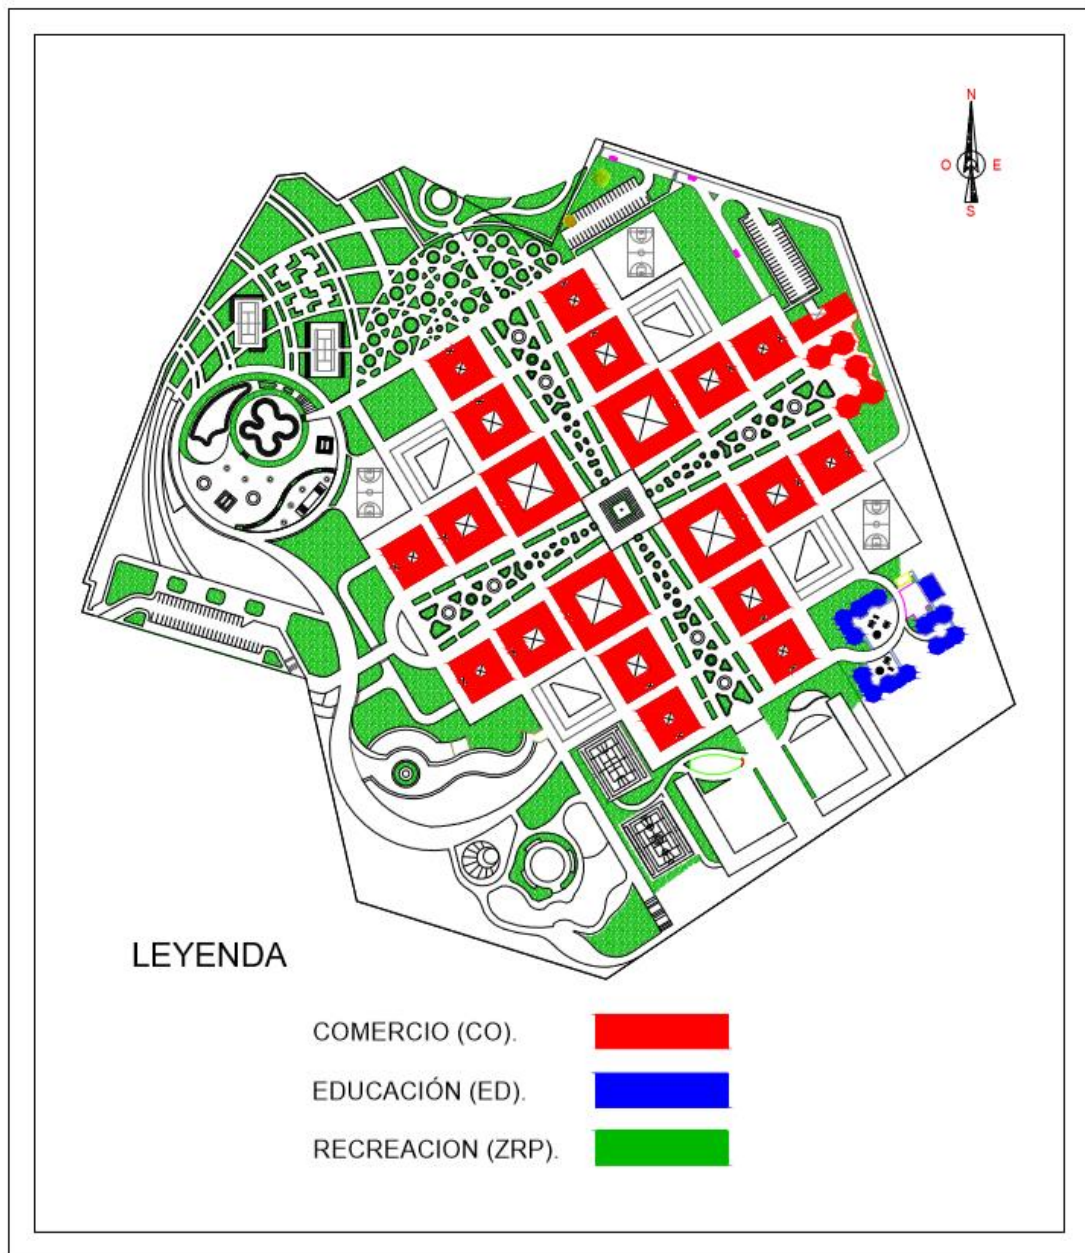 N
O E
S
LEYENDA
COMERCIO (CO).
EDUCACIÓN (ED).
RECREACION (ZRP).